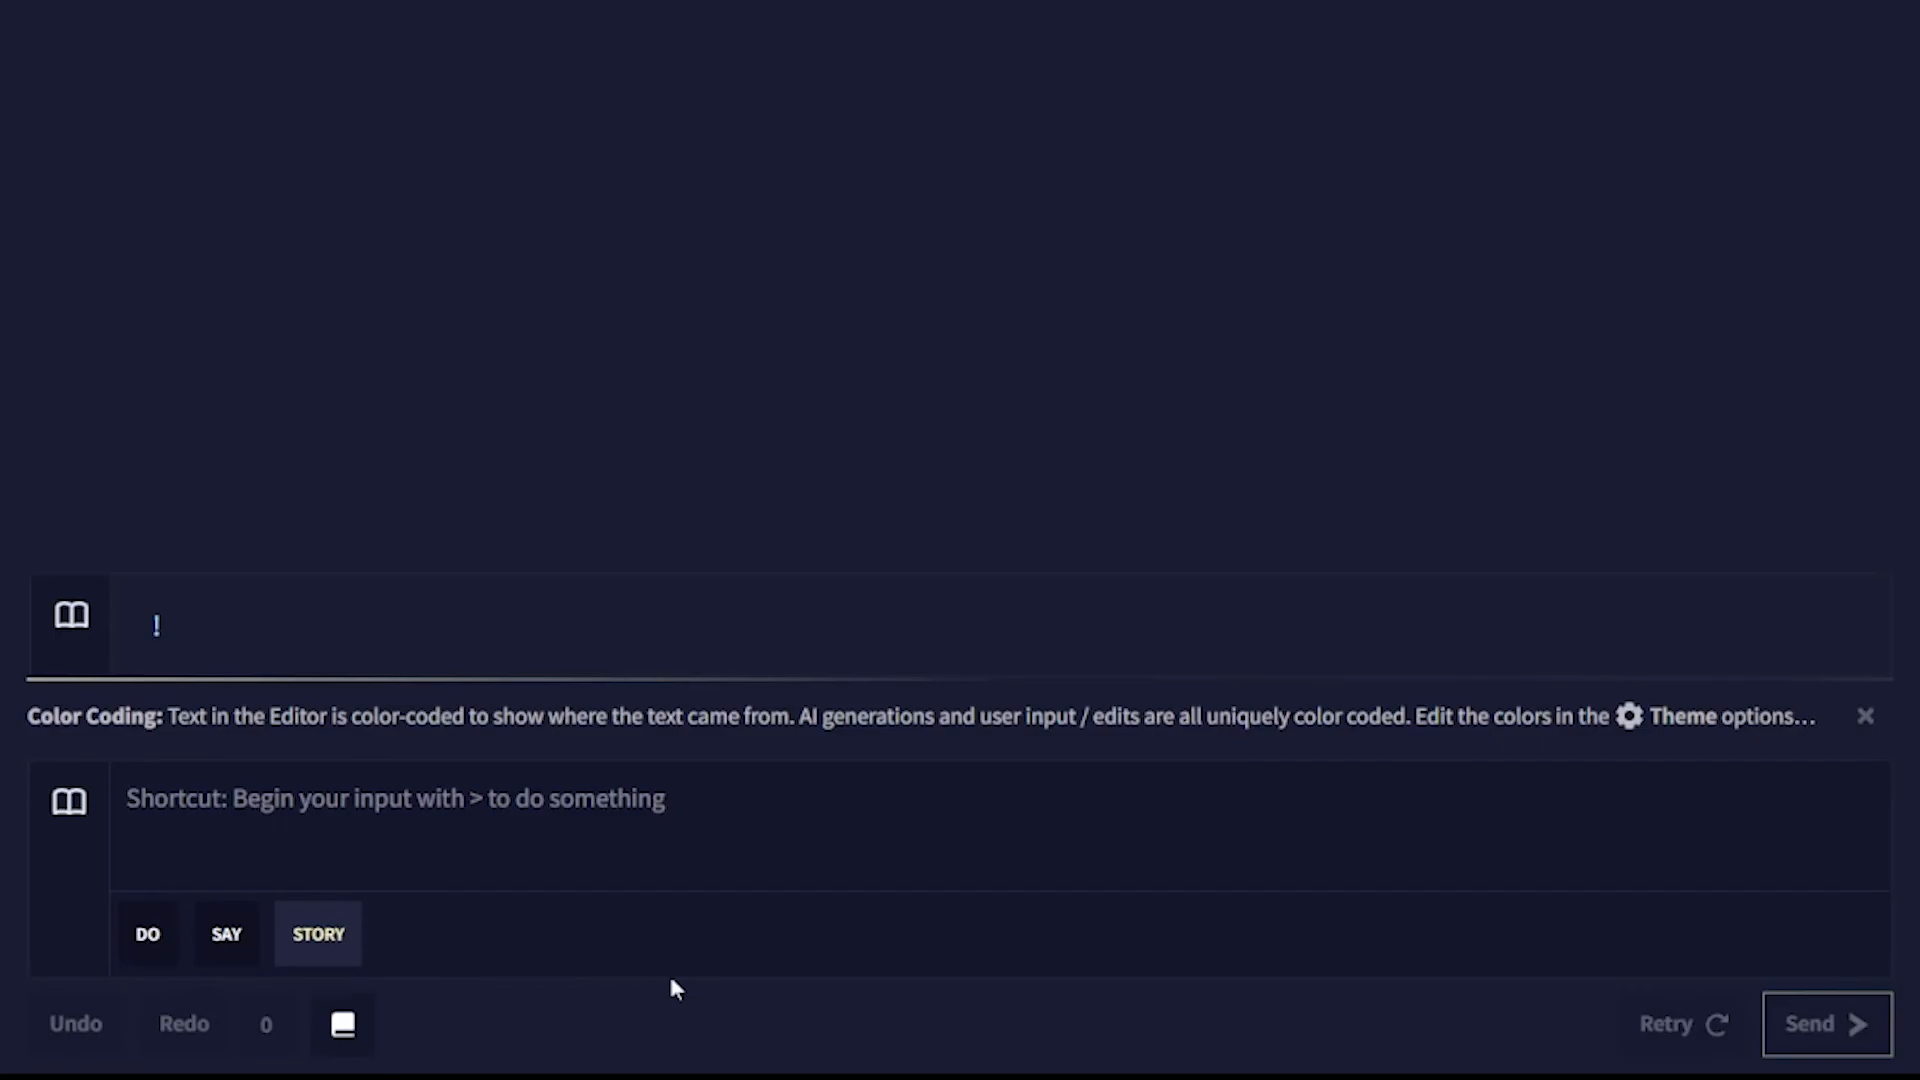 !
Color Coding: Text in the Editor is color-coded to show where the text came from. AI generations and user input / edits are all uniquely color coded. Edit the colors in the Theme options...
Shortcut: Begin your input with > to do something
DO SAY STORY
Undo Redo 0 Retry Send